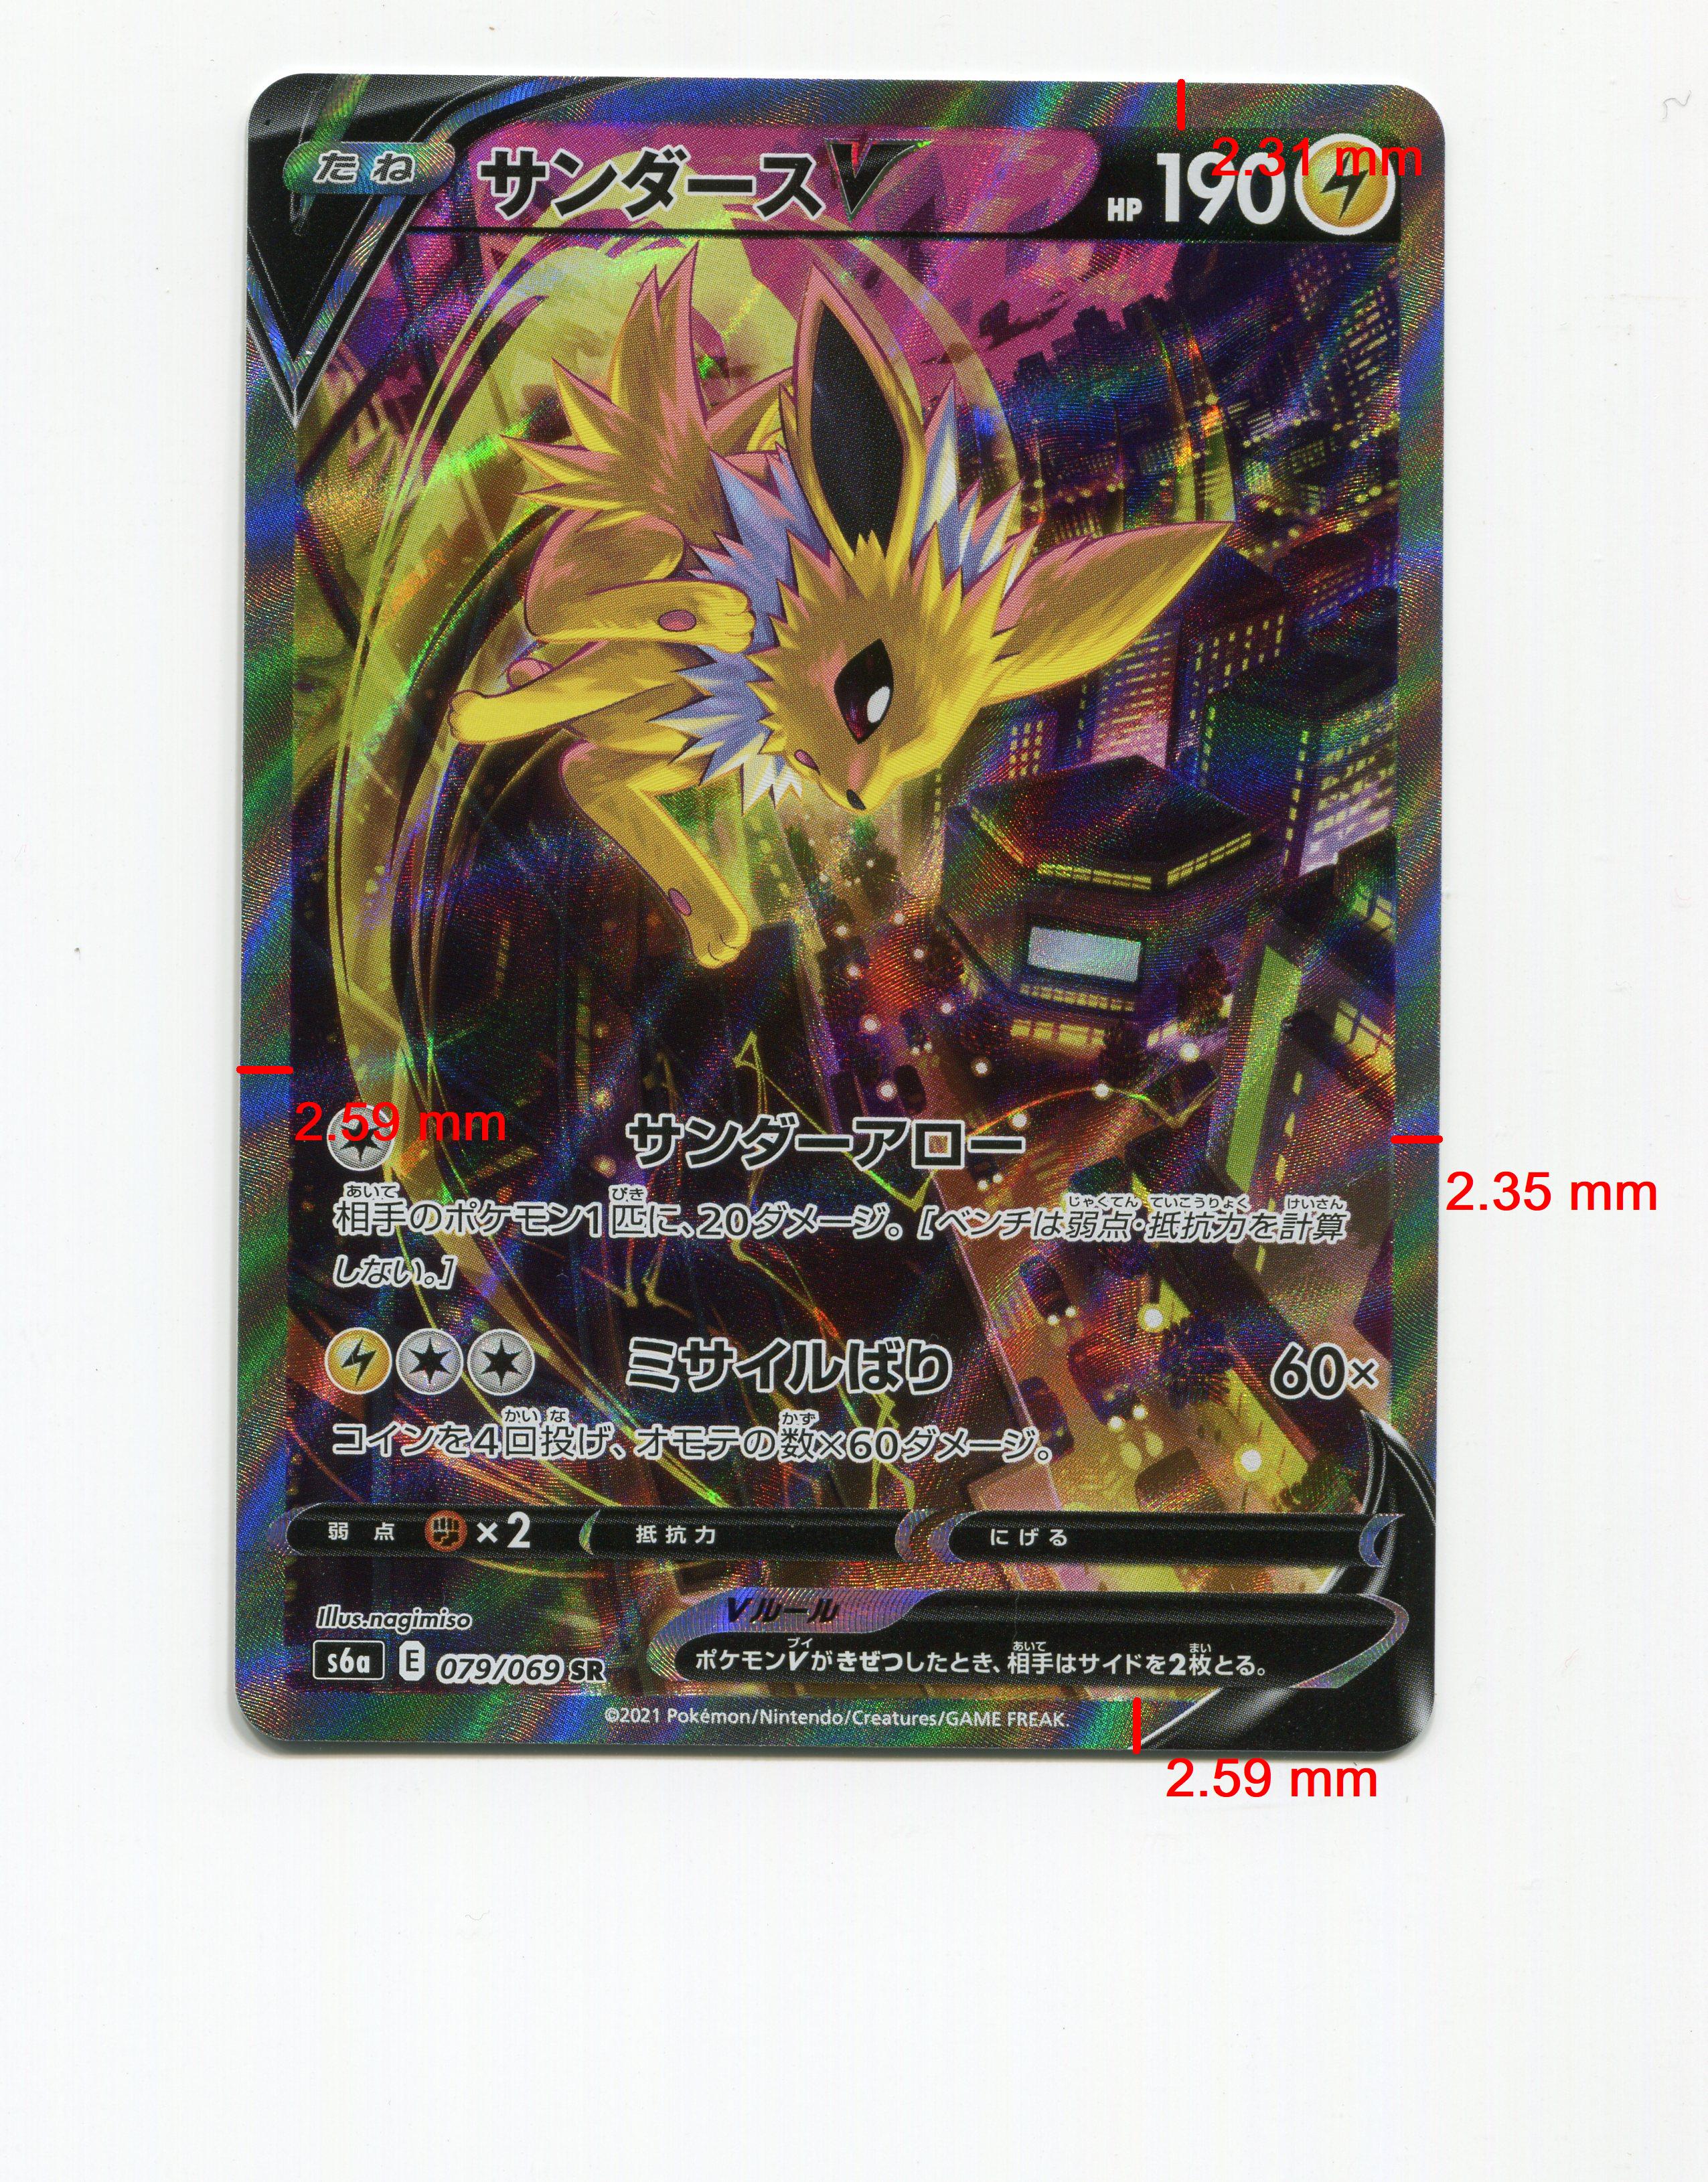 2.31 mm
たね
サンダースV
HP 190
2.59 mm
サンダーアロー
2.35 mm
あいて びき じゃくてん ていこうりょく けいさん
相手のポケモン1匹に、20ダメージ。[ベンチは弱点・抵抗力を計算
しない。]
ミサイルばり 60×
かい な かず
コインを4回投げ、オモテの数×60ダメージ。
弱点 ×2 抵抗力 にげる
Illus.nagimiso
Vルール
s6a E 079/069 SR
ブイ あいて まい
ポケモンVがきぜつしたとき、相手はサイドを2枚とる。
©2021 Pokémon/Nintendo/Creatures/GAME FREAK.
2.59 mm